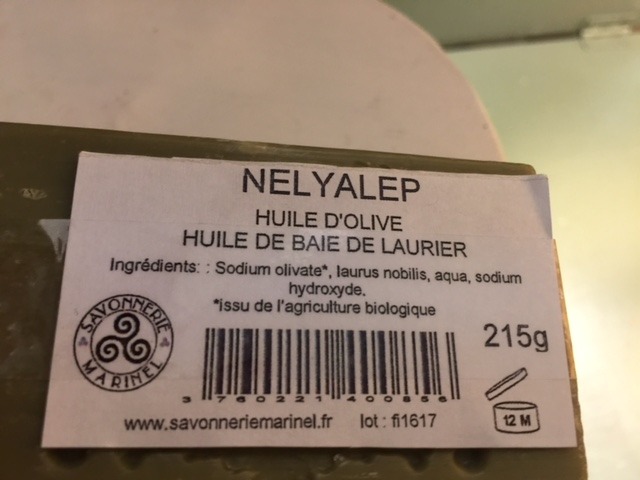 NELYALEP
HUILE D'OLIVE
HUILE DE BAIE DE LAURIER
Ingrédients: : Sodium olivate*, laurus nobilis, aqua, sodium
hydroxyde.
*issu de l'agriculture biologique
SAVONNERIE
MARINEL
215g
3 760221 400856
12 M
www.savonneriemarinel.fr lot : fi1617